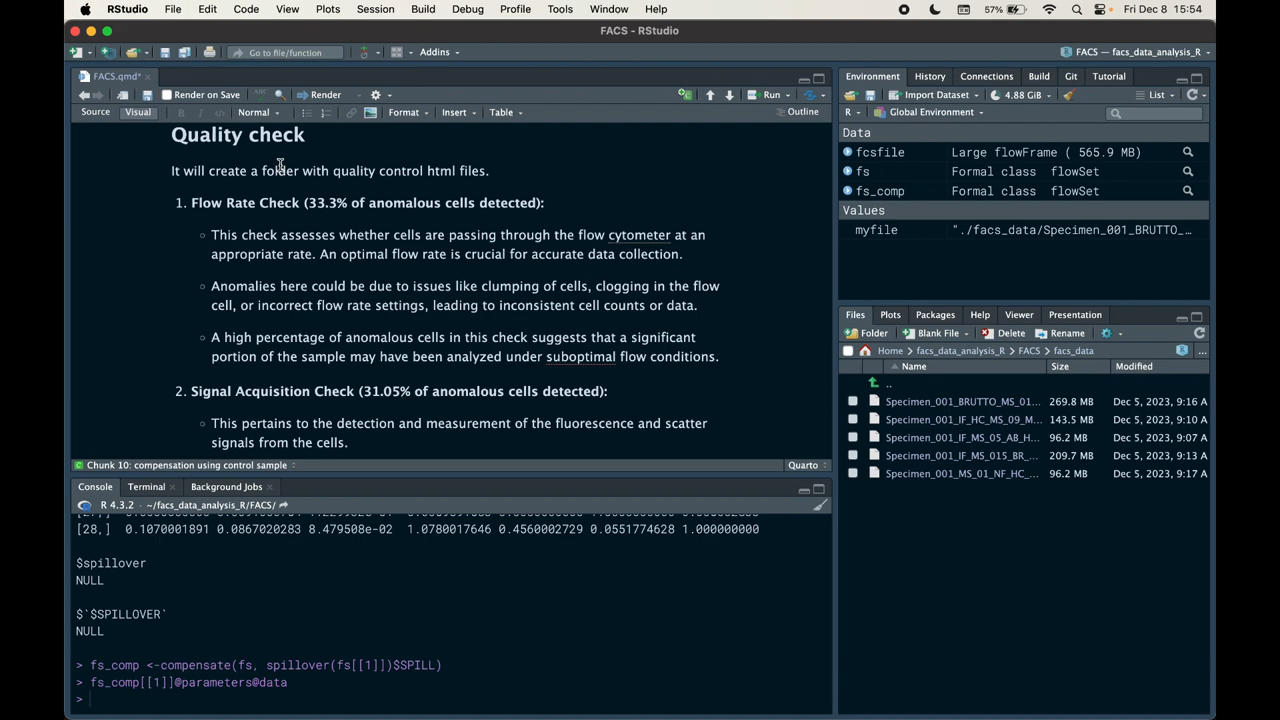 RStudio File Edit Code View Plots Session Build Debug Profile Tools Window Help 57% Fri Dec 8 15:54
FACS - RStudio
Go to file/function Addins FACS — facs_data_analysis_R
FACS.qmd*
Render on Save Render Run
Source Visual Normal Format Insert Table Outline
Quality check
It will create a folder with quality control html files.
1. Flow Rate Check (33.3% of anomalous cells detected):
This check assesses whether cells are passing through the flow cytometer at an
appropriate rate. An optimal flow rate is crucial for accurate data collection.
Anomalies here could be due to issues like clumping of cells, clogging in the flow
cell, or incorrect flow rate settings, leading to inconsistent cell counts or data.
A high percentage of anomalous cells in this check suggests that a significant
portion of the sample may have been analyzed under suboptimal flow conditions.
2. Signal Acquisition Check (31.05% of anomalous cells detected):
This pertains to the detection and measurement of the fluorescence and scatter
signals from the cells.
Chunk 10: compensation using control sample Quarto
Console Terminal Background Jobs
R 4.3.2 · ~/facs_data_analysis_R/FACS/
[28,] 0.1070001891 0.0867020283 8.479508e-02 1.0780017646 0.4560002729 0.0551774628 1.000000000
$spillover
NULL
$`$SPILLOVER`
NULL
> fs_comp <-compensate(fs, spillover(fs[[1]])$SPILL)
> fs_comp[[1]]@parameters@data
>
Environment History Connections Build Git Tutorial
Import Dataset 4.88 GiB List
R Global Environment
Data
fcsfile Large flowFrame ( 565.9 MB)
fs Formal class flowSet
fs_comp Formal class flowSet
Values
myfile "./facs_data/Specimen_001_BRUTTO_…
Files Plots Packages Help Viewer Presentation
Folder Blank File Delete Rename
Home FACS facs_data_analysis_R facs_data
Name Size Modified
..
Specimen_001_BRUTTO_MS_01... 269.8 MB Dec 5, 2023, 9:16 A
Specimen_001_IF_HC_MS_09_M... 143.5 MB Dec 5, 2023, 9:10 A
Specimen_001_IF_MS_05_AB_H... 96.2 MB Dec 5, 2023, 9:07 A
Specimen_001_IF_MS_015_BR_... 209.7 MB Dec 5, 2023, 9:13 A
Specimen_001_MS_01_NF_HC_... 96.2 MB Dec 5, 2023, 9:17 A